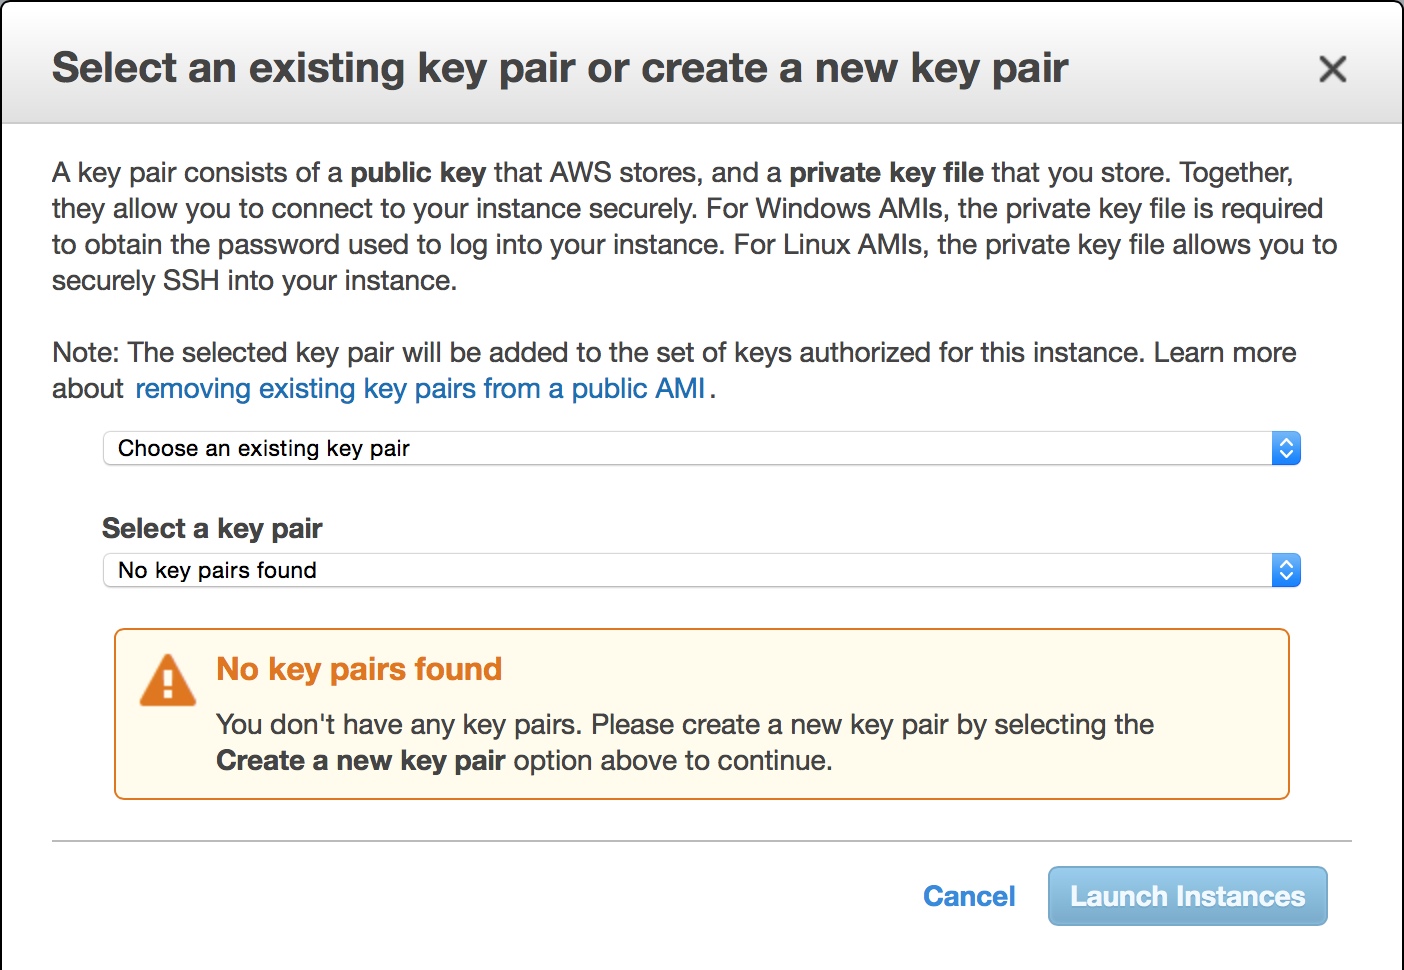 Select an existing key pair or create a new key pair
A key pair consists of a public key that AWS stores, and a private key file that you store. Together,
they allow you to connect to your instance securely. For Windows AMIs, the private key file is required
to obtain the password used to log into your instance. For Linux AMIs, the private key file allows you to
securely SSH into your instance.
Note: The selected key pair will be added to the set of keys authorized for this instance. Learn more
about removing existing key pairs from a public AMI.
Choose an existing key pair
Select a key pair
No key pairs found
No key pairs found
You don't have any key pairs. Please create a new key pair by selecting the
Create a new key pair option above to continue.
Cancel Launch Instances